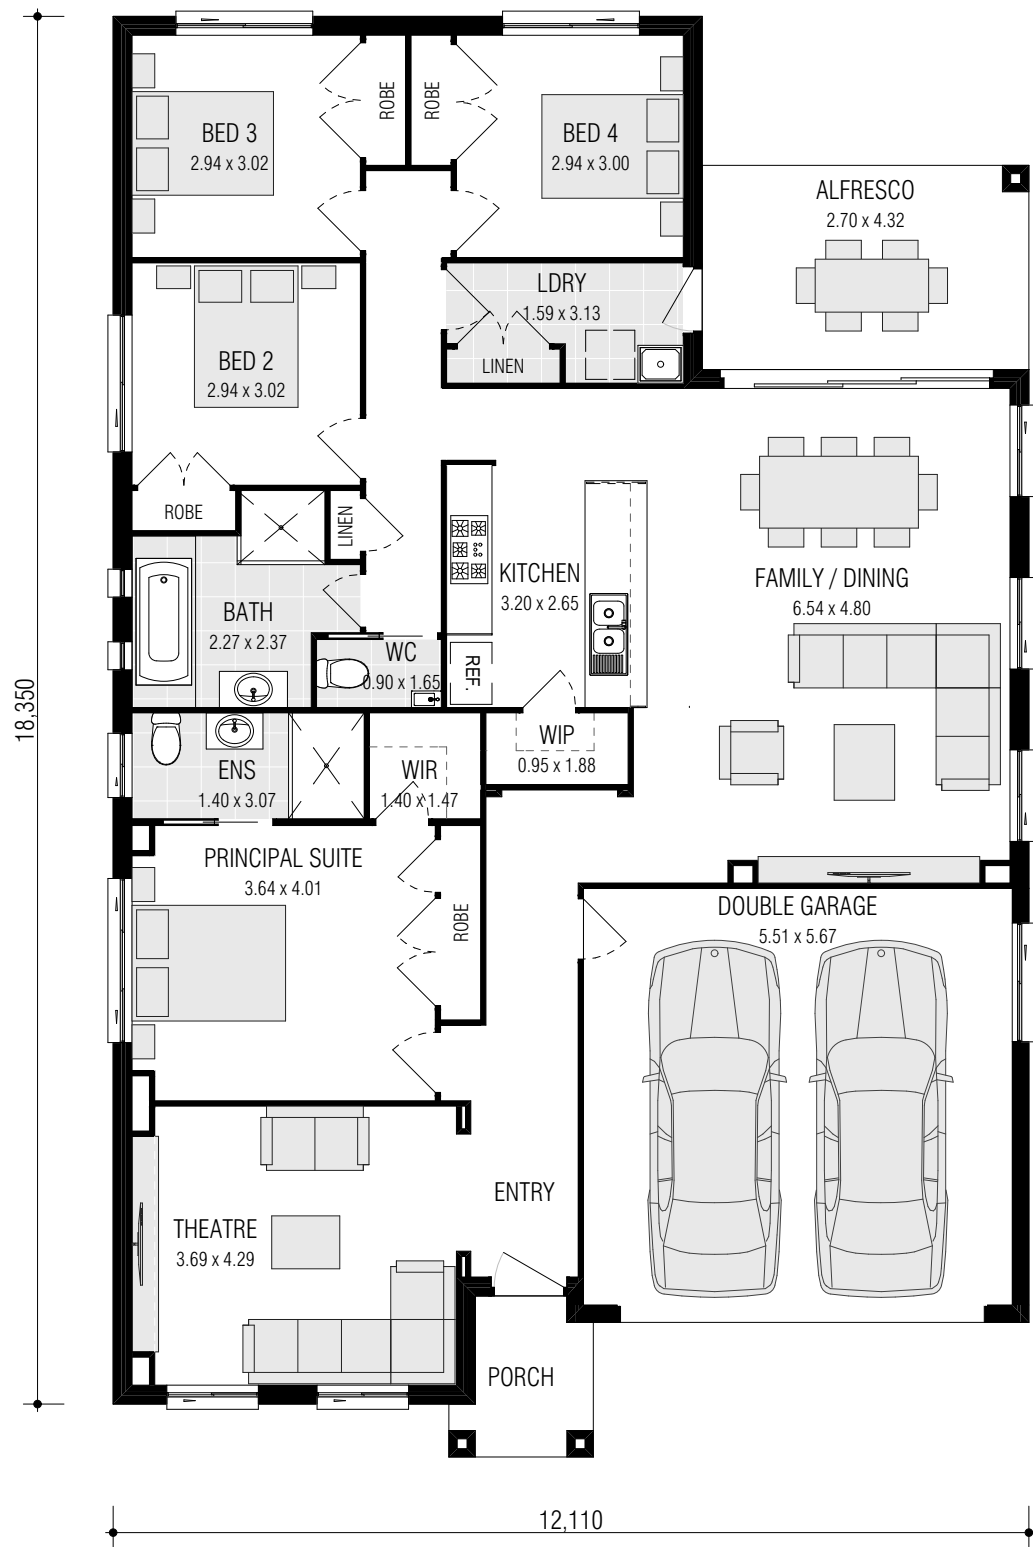 BED 3
2.94 x 3.02
ROBE
ROBE
BED 4
2.94 x 3.00
ALFRESCO
2.70 x 4.32
LDRY
1.59 x 3.13
LINEN
BED 2
2.94 x 3.02
ROBE
LINEN
KITCHEN
3.20 x 2.65
FAMILY / DINING
6.54 x 4.80
BATH
2.27 x 2.37
WC
0.90 x 1.65
REF.
18,350
WIP
0.95 x 1.88
ENS
1.40 x 3.07
WIR
1.40 x 1.47
PRINCIPAL SUITE
3.64 x 4.01
ROBE
DOUBLE GARAGE
5.51 x 5.67
ENTRY
THEATRE
3.69 x 4.29
PORCH
12,110